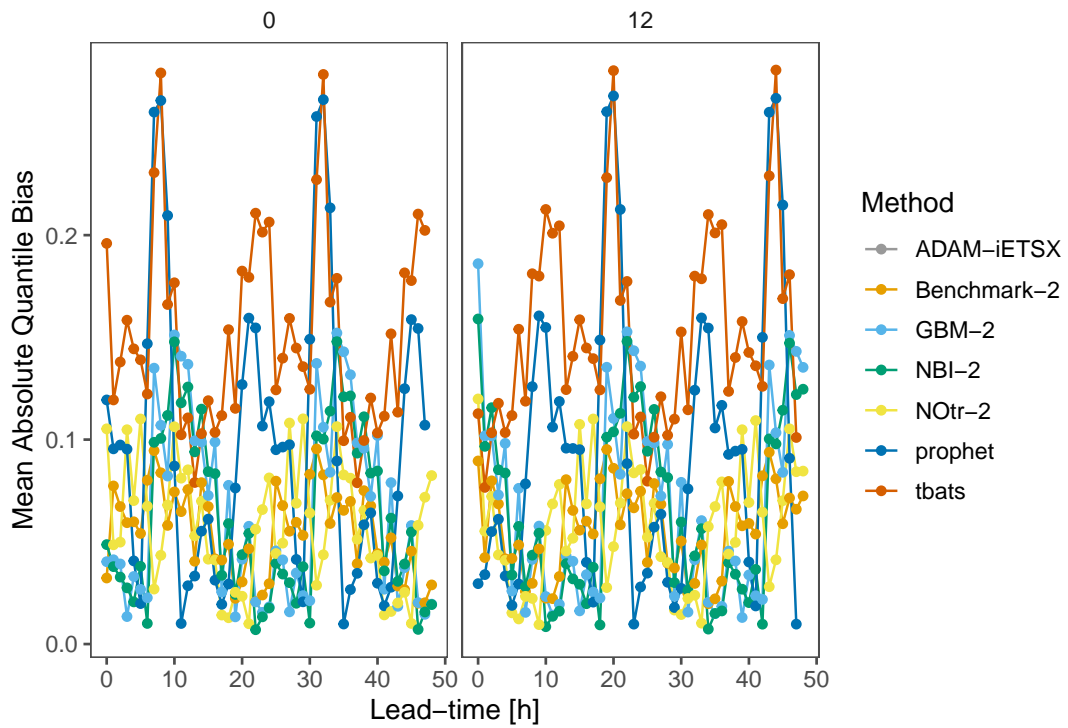 0 12
Mean Absolute Quantile Bias
0.2
0.1
0.0
0 10 20 30 40 50 0 10 20 30 40 50
Lead−time [h]
Method
ADAM−iETSX
Benchmark−2
GBM−2
NBI−2
NOtr−2
prophet
tbats